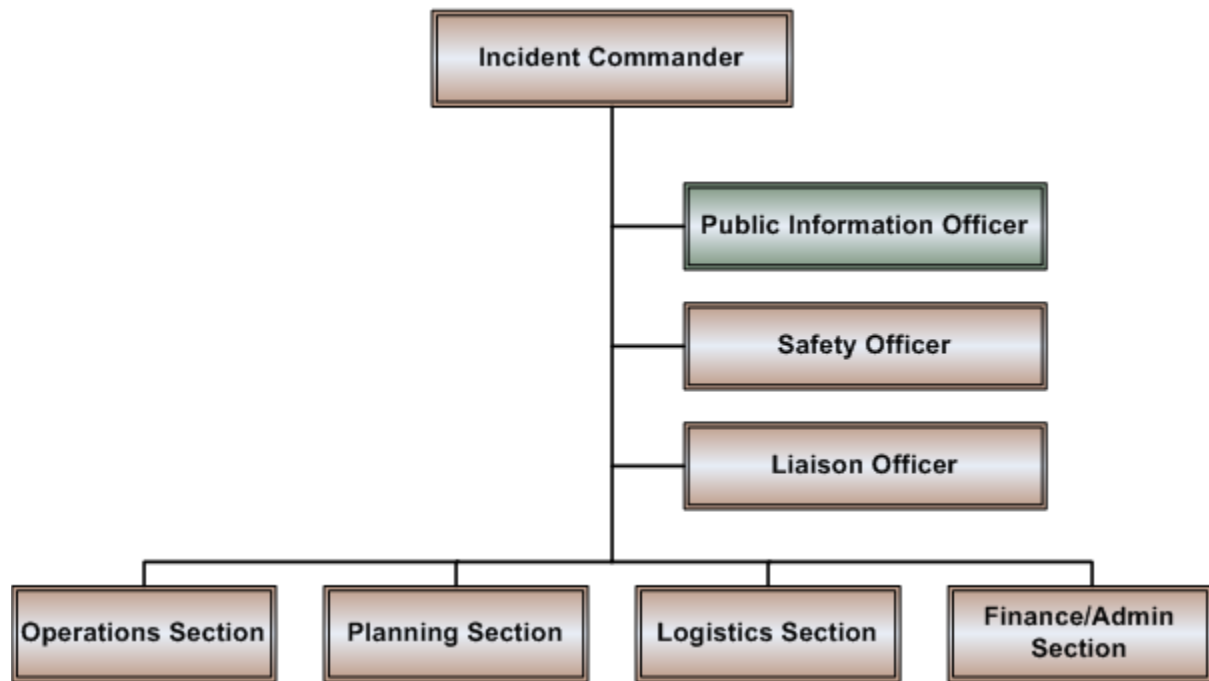 Incident Commander
Public Information Officer
Safety Officer
Liaison Officer
Operations Section
Planning Section
Logistics Section
Finance/Admin
Section